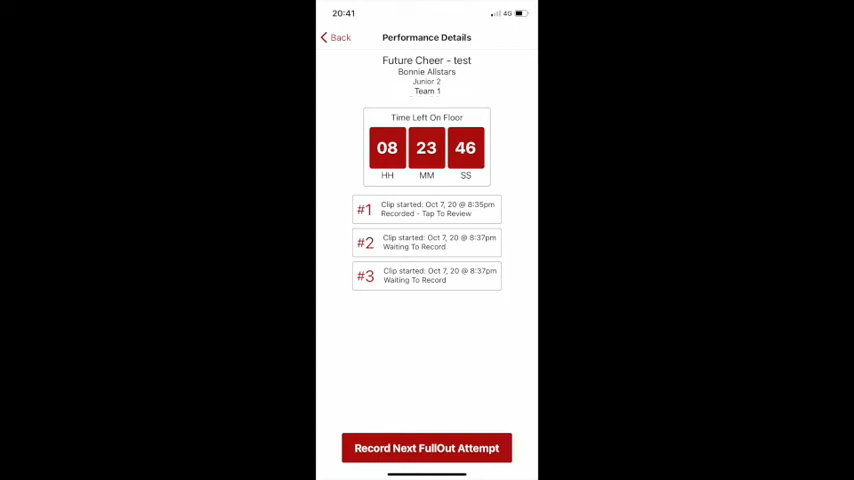 20:41
4G
Back
Performance Details
Future Cheer - test
Bonnie Allstars
Junior 2
Team 1
Time Left On Floor
08 23 46
HH MM SS
#1
Clip started: Oct 7, 20 @ 8:35pm
Recorded - Tap To Review
#2
Clip started: Oct 7, 20 @ 8:37pm
Waiting To Record
#3
Clip started: Oct 7, 20 @ 8:37pm
Waiting To Record
Record Next FullOut Attempt